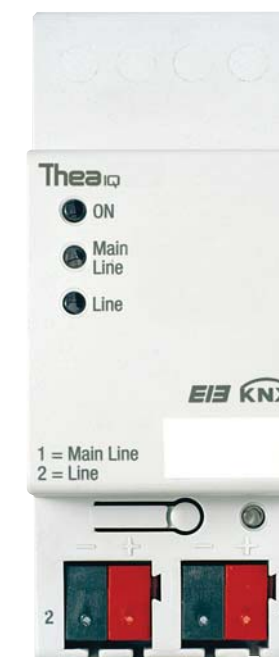 Thea IQ
ON
Main
Line
Line
EIB KNX
1 = Main Line
2 = Line
- + - +
2